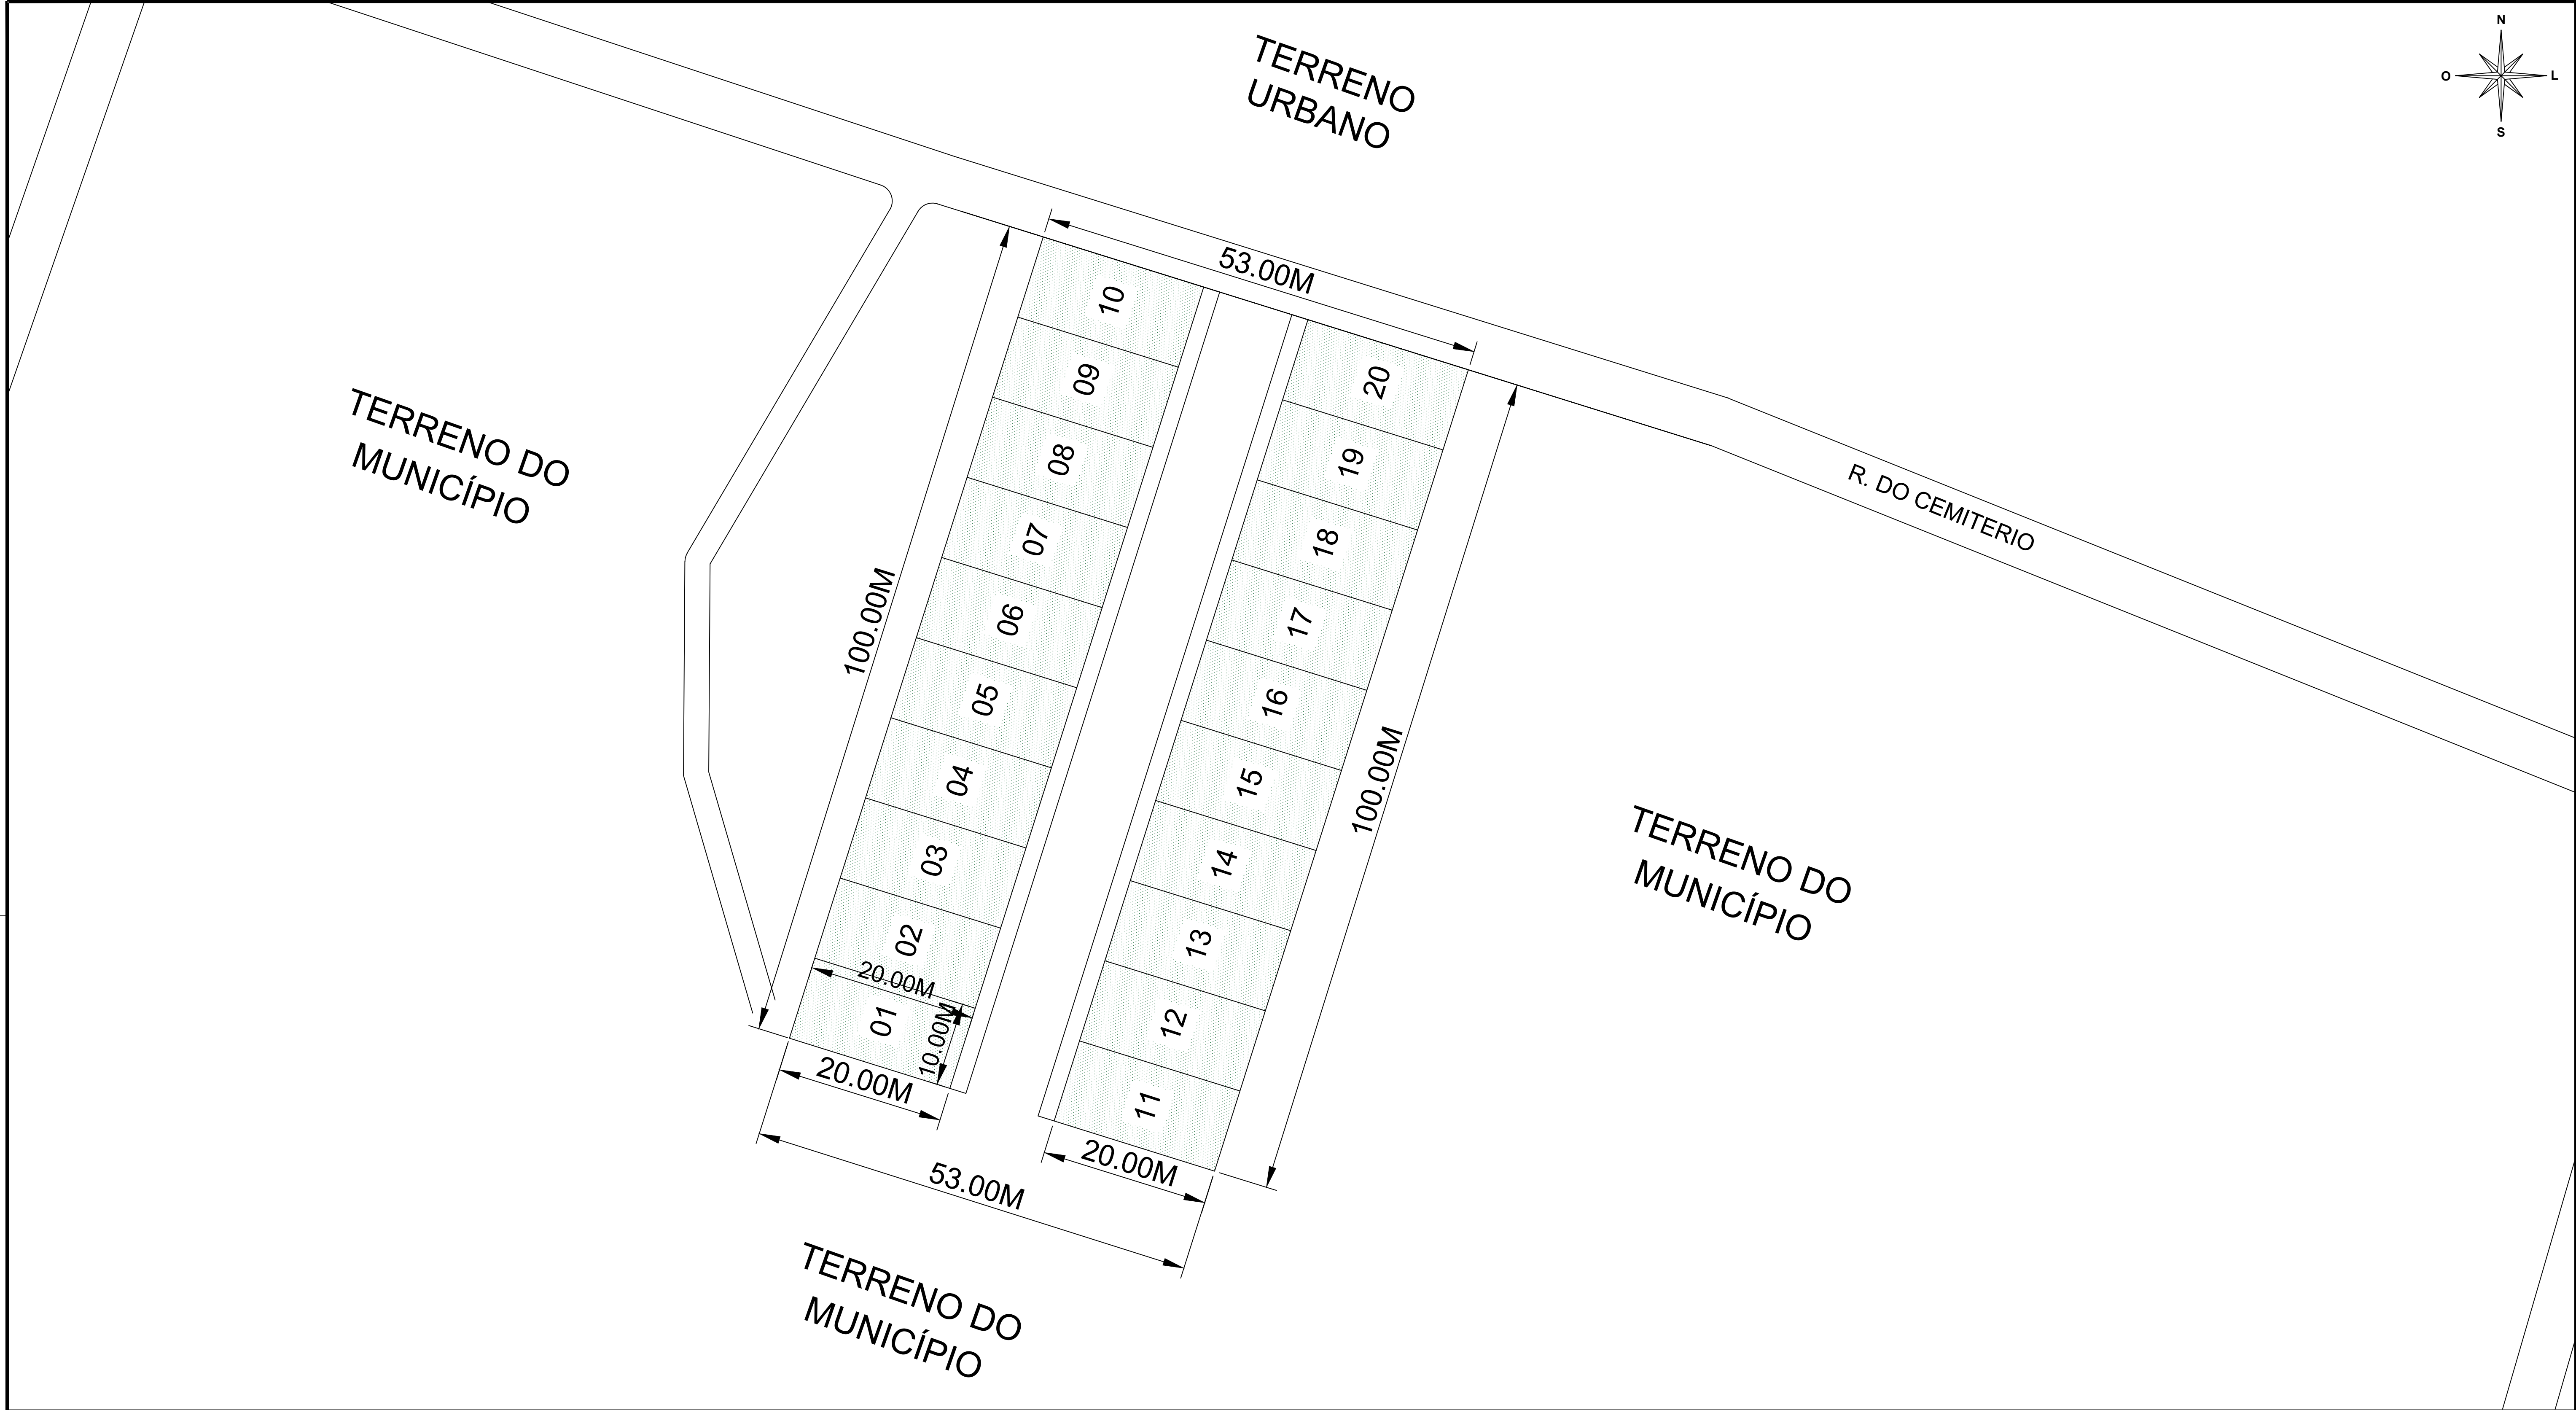 N
O
L
S
TERRENO
URBANO
53.00M
10
09
08
07
06
05
04
03
02
01
20
19
18
17
16
15
14
13
12
11
100.00M
100.00M
R. DO CEMITERIO
TERRENO DO
MUNICÍPIO
TERRENO DO
MUNICÍPIO
20.00M
10.00M
20.00M
20.00M
53.00M
TERRENO DO
MUNICÍPIO